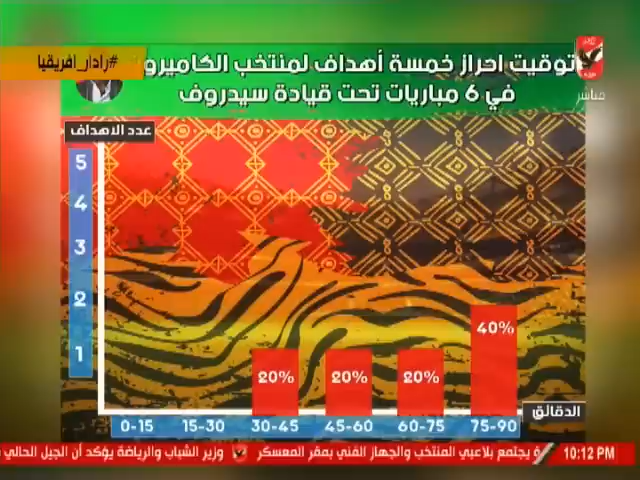 #رادار_افريقيا
توقيت احراز خمسة أهداف لمنتخب الكاميرو
في 6 مباريات تحت قيادة سيدروف
مباشر
عدد الاهداف
5
4
3
2
1
20%
20%
20%
40%
0-15 15-30 30-45 45-60 60-75 75-90
الدقائق
يجتمع بلاعبي المنتخب والجهاز الفني بمقر المعسكر
وزير الشباب والرياضة يؤكد أن الجيل الحالي
10:12 PM